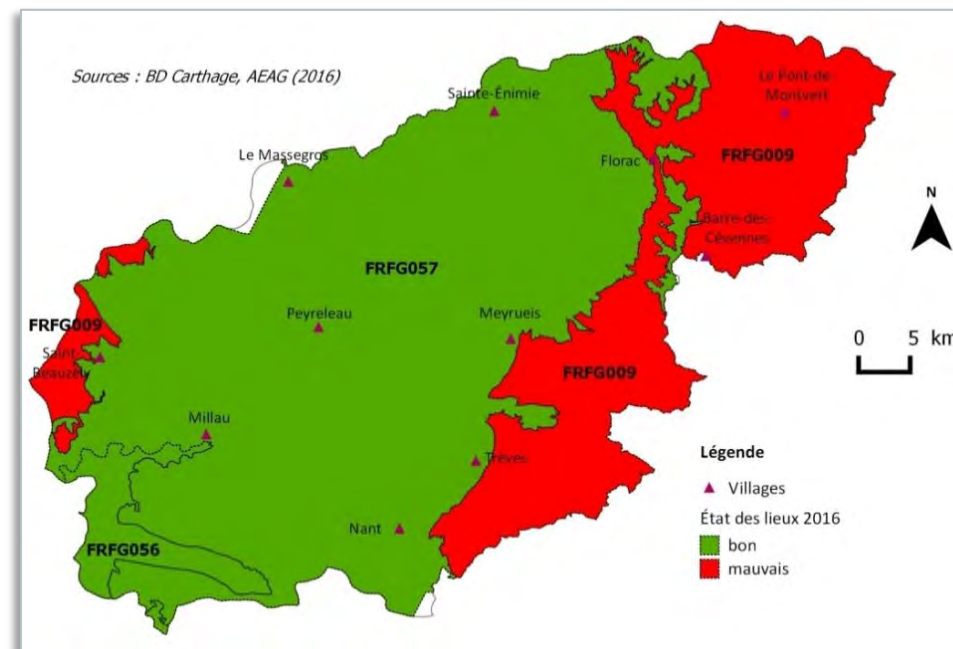 Sources : BD Carthage, AEAG (2016)
Le Pont-de-
Montvert
Sainte-Énimie
Le Massegros
Florac
FRFG009
Barre-des-
Cévennes
N
FRFG057
FRFG009
Saint-
Beauzely
Peyreleau
Meyrueis
0 5 km
FRFG009
Millau
Trèves
Nant
FRFG056
Légende
Villages
État des lieux 2016
bon
mauvais